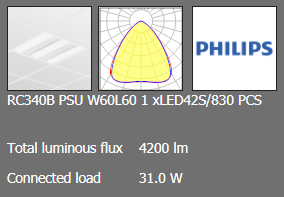 PHILIPS
RC340B PSU W60L60 1 xLED42S/830 PCS
Total luminous flux 4200 lm
Connected load 31.0 W